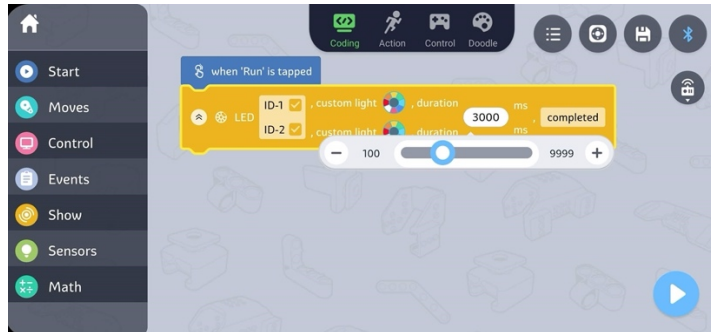 Coding Action Control Doodle
Start
Moves
Control
Events
Show
Sensors
Math
when 'Run' is tapped
LED ID-1 , custom light , duration 3000 ms , completed
ID-2 , custom light , duration ms
100 9999